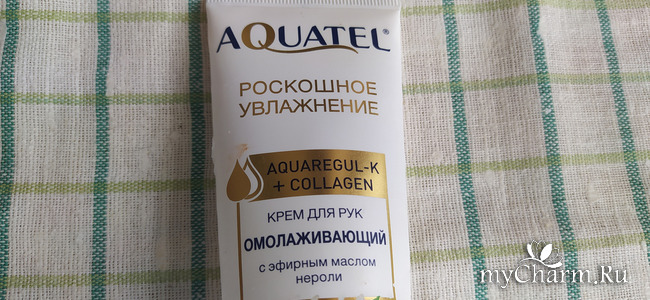 AQUATEL®
РОСКОШНОЕ
УВЛАЖНЕНИЕ
AQUAREGUL-K
+ COLLAGEN
КРЕМ ДЛЯ РУК
ОМОЛАЖИВАЮЩИЙ
с эфирным маслом
нероли
myCharm.Ru